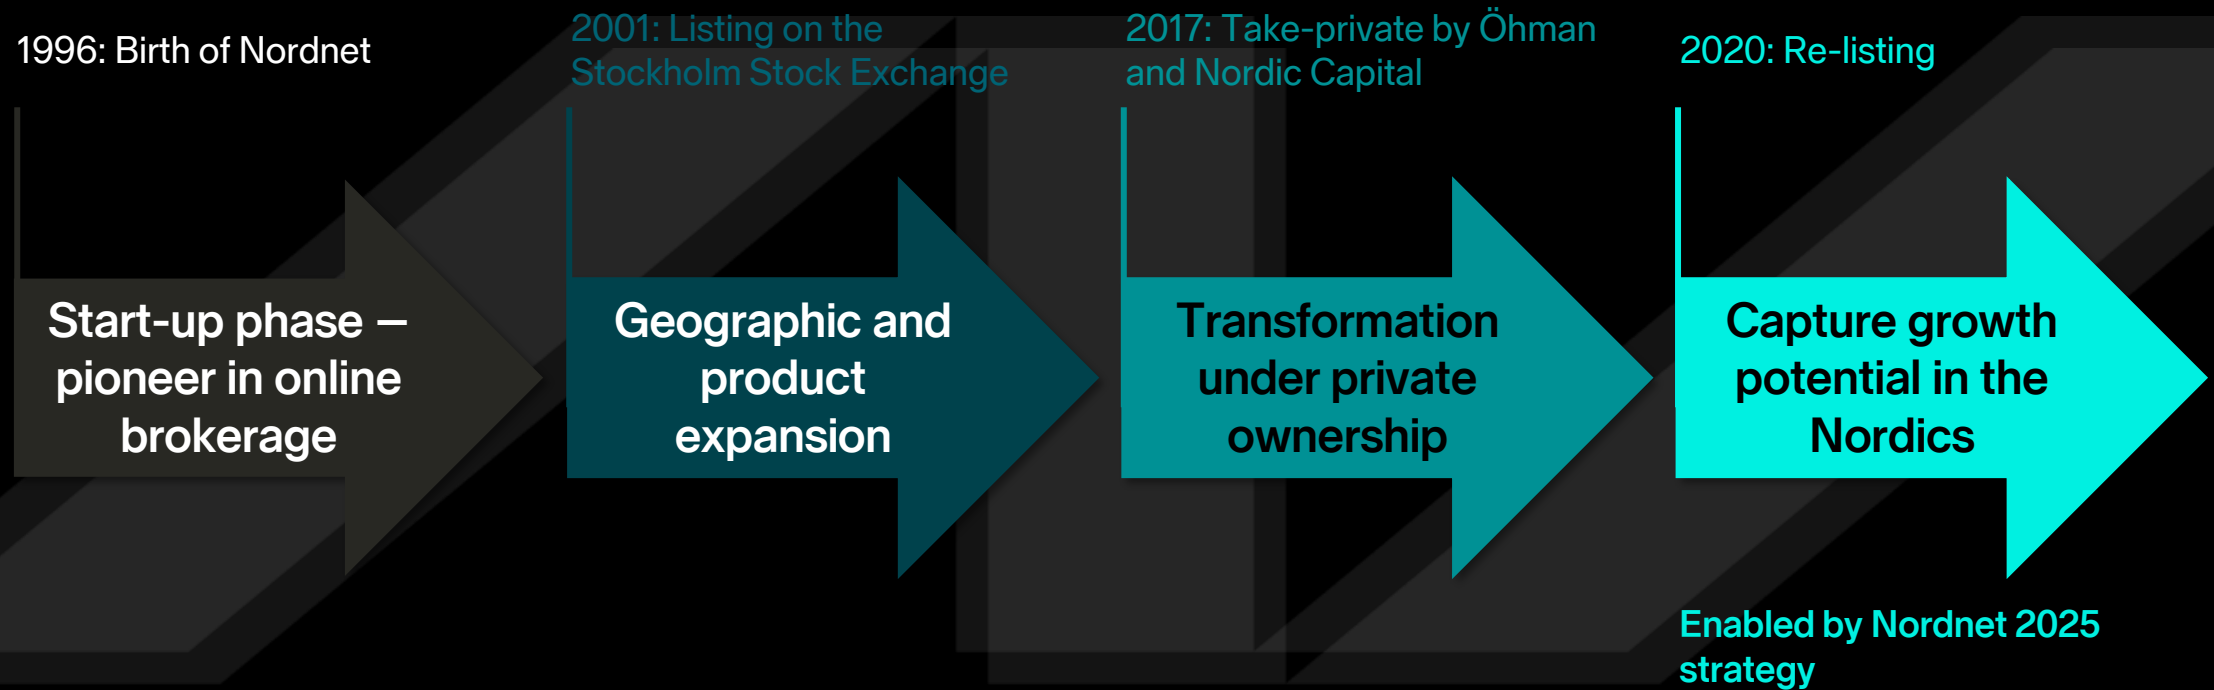 1996: Birth of Nordnet
Start-up phase –
pioneer in online
brokerage
2001: Listing on the
Stockholm Stock Exchange
Geographic and
product
expansion
2017: Take-private by Öhman
and Nordic Capital
Transformation
under private
ownership
2020: Re-listing
Capture growth
potential in the
Nordics
Enabled by Nordnet 2025
strategy